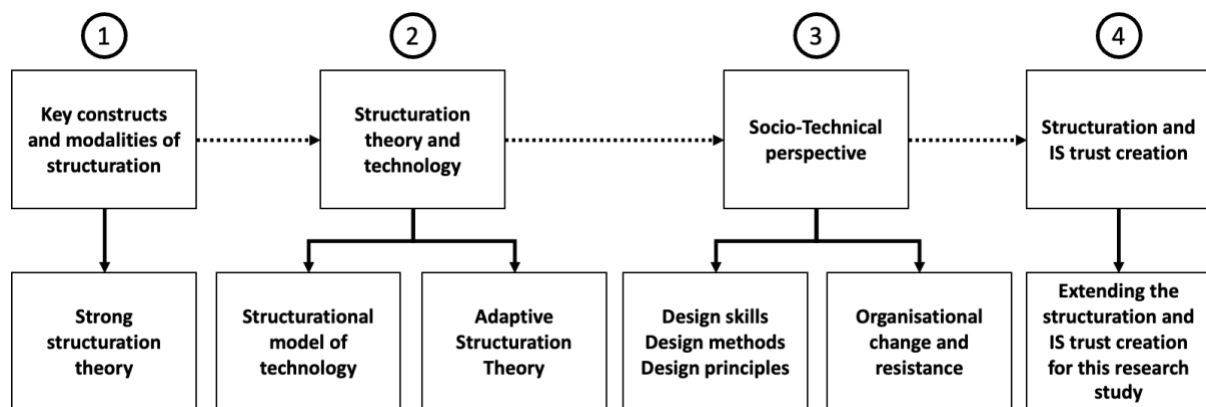 1
2
3
4
Key constructs
and modalities of
structuration
Structuration
theory and
technology
Socio-Technical
perspective
Structuration and
IS trust creation
Strong
structuration
theory
Structurational
model of
technology
Adaptive
Structuration
Theory
Design skills
Design methods
Design principles
Organisational
change and
resistance
Extending the
structuration and
IS trust creation
for this research
study